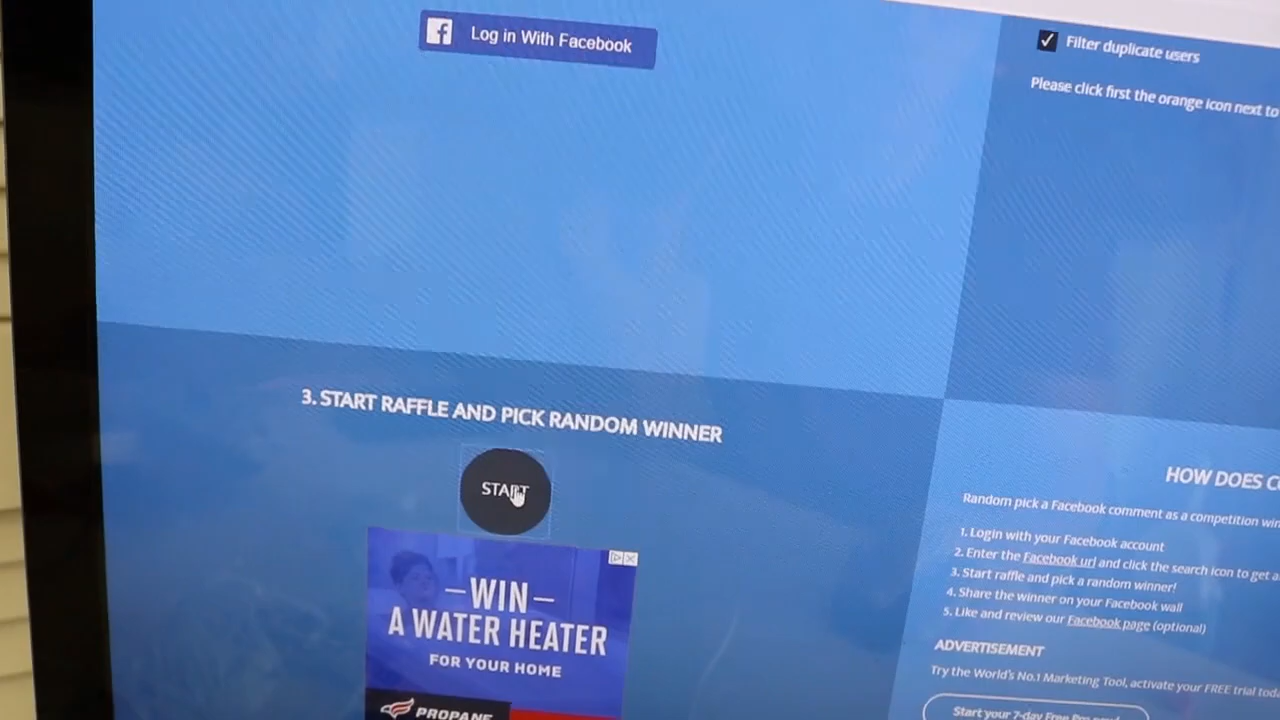 Log in With Facebook
✓ Filter duplicate users
Please click first the orange icon next to
3. START RAFFLE AND PICK RANDOM WINNER
START
WIN
A WATER HEATER
FOR YOUR HOME
PROPANE
HOW DOES
Random pick a Facebook comment as a competition
1. Login with your Facebook account
2. Enter the Facebook url and click the search icon to get a
3. Start raffle and pick a random winner!
4. Share the winner on your Facebook wall
5. Like and review our Facebook page (optional)
ADVERTISEMENT
Try the World's No.1 Marketing Tool, activate your FREE trial
Start your 7-day Free Pro